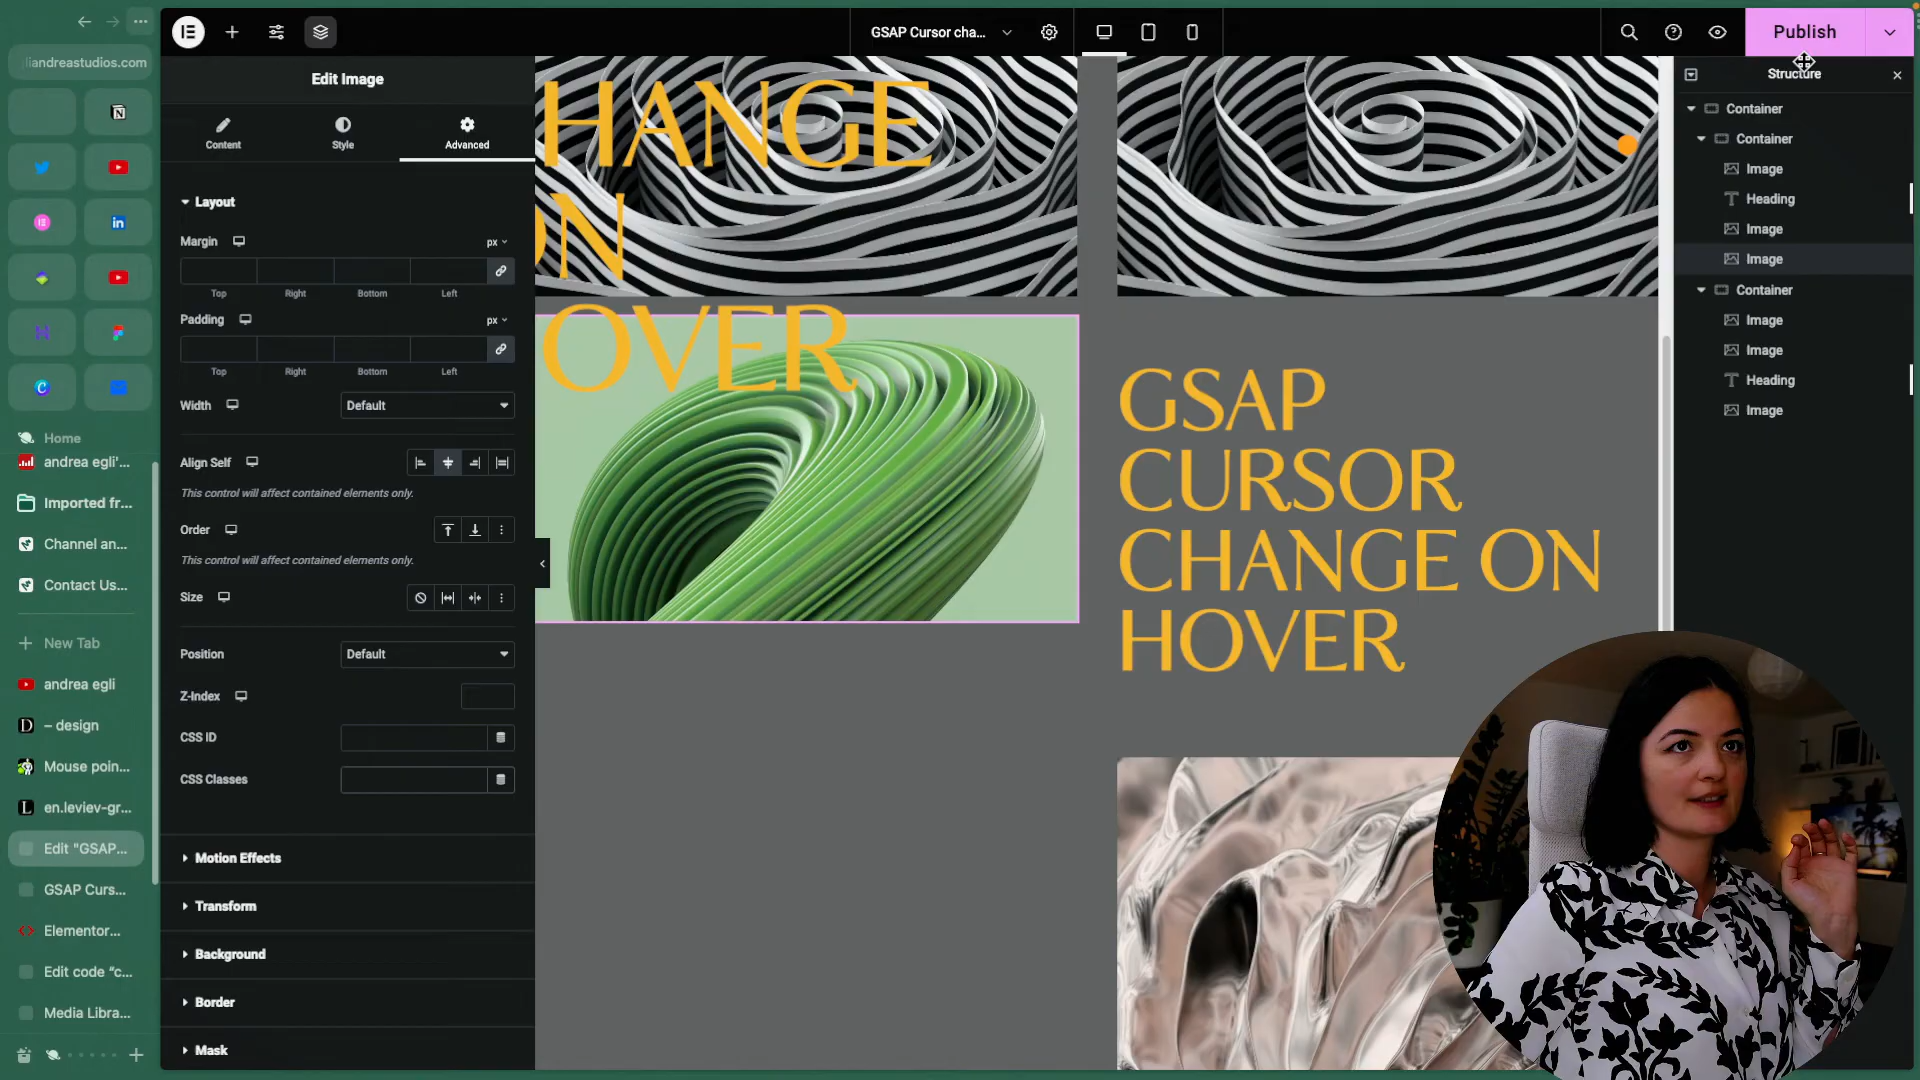 GSAP Cursor cha...
Publish
liandreastudios.com
Home
andrea egli'...
Imported fr...
Channel an...
Contact Us...
New Tab
andrea egli
– design
Mouse poin...
en.leviev-gr...
Edit "GSAP...
GSAP Curs...
Elementor...
Edit code “c...
Media Libra...
Edit Image
Content
Style
Advanced
Layout
Margin
px
Top
Right
Bottom
Left
Padding
px
Top
Right
Bottom
Left
Width
Default
Align Self
This control will affect contained elements only.
Order
This control will affect contained elements only.
Size
Position
Default
Z-Index
CSS ID
CSS Classes
Motion Effects
Transform
Background
Border
Mask
HANGE
ON
OVER
GSAP
CURSOR
CHANGE ON
HOVER
Structure
Container
Container
Image
Heading
Image
Image
Container
Image
Image
Heading
Image